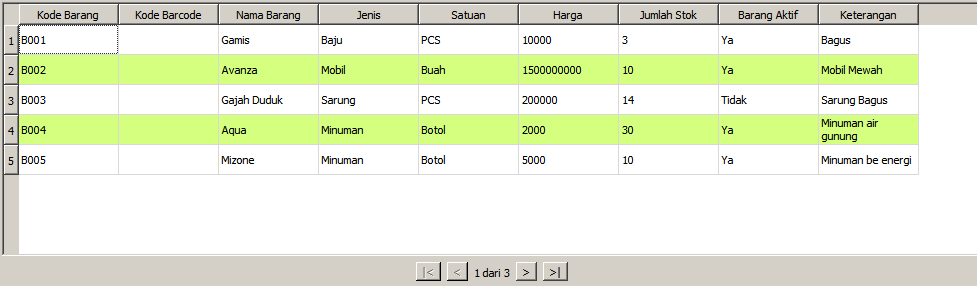 Kode Barang Kode Barcode Nama Barang Jenis Satuan Harga Jumlah Stok Barang Aktif Keterangan
1 B001 Gamis Baju PCS 10000 3 Ya Bagus
2 B002 Avanza Mobil Buah 1500000000 10 Ya Mobil Mewah
3 B003 Gajah Duduk Sarung PCS 200000 14 Tidak Sarung Bagus
4 B004 Aqua Minuman Botol 2000 30 Ya Minuman air
gunung
5 B005 Mizone Minuman Botol 5000 10 Ya Minuman be energi
|< < 1 dari 3 > >|